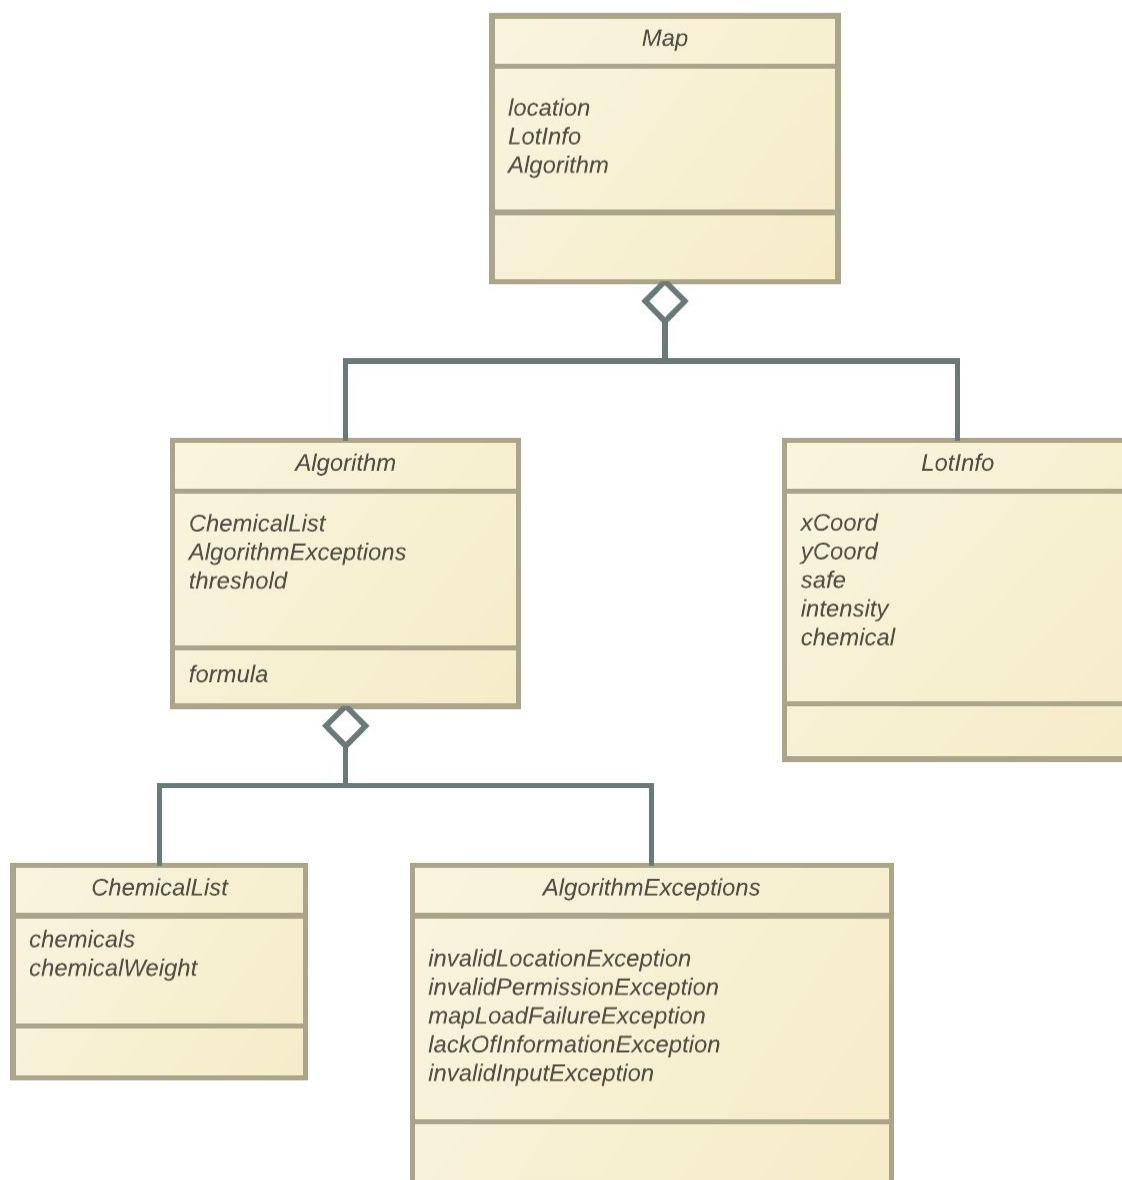 Map
location
LotInfo
Algorithm
Algorithm
ChemicalList
AlgorithmExceptions
threshold
formula
LotInfo
xCoord
yCoord
safe
intensity
chemical
ChemicalList
chemicals
chemicalWeight
AlgorithmExceptions
invalidLocationException
invalidPermissionException
mapLoadFailureException
lackOfInformationException
invalidInputException